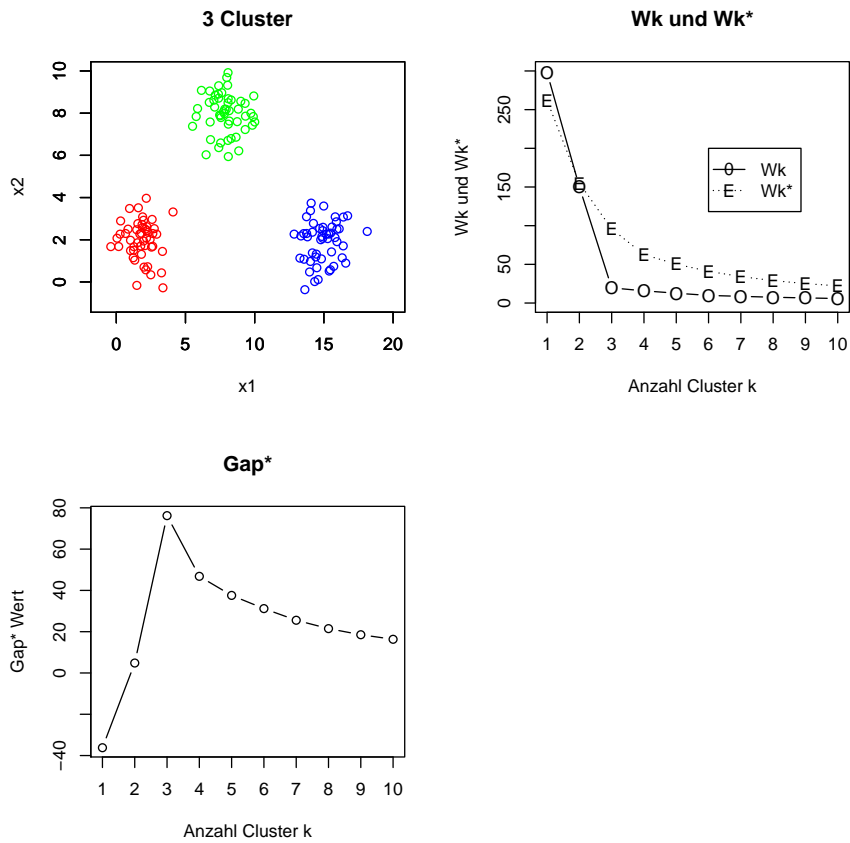 3 Cluster
x2
0 2 4 6 8 10
0 5 10 15 20
x1
Wk und Wk*
Wk und Wk*
50 150 250
0
O Wk
E Wk*
1 2 3 4 5 6 7 8 9 10
Anzahl Cluster k
Gap*
Gap* Wert
−40 0 20 40 60 80
1 2 3 4 5 6 7 8 9 10
Anzahl Cluster k